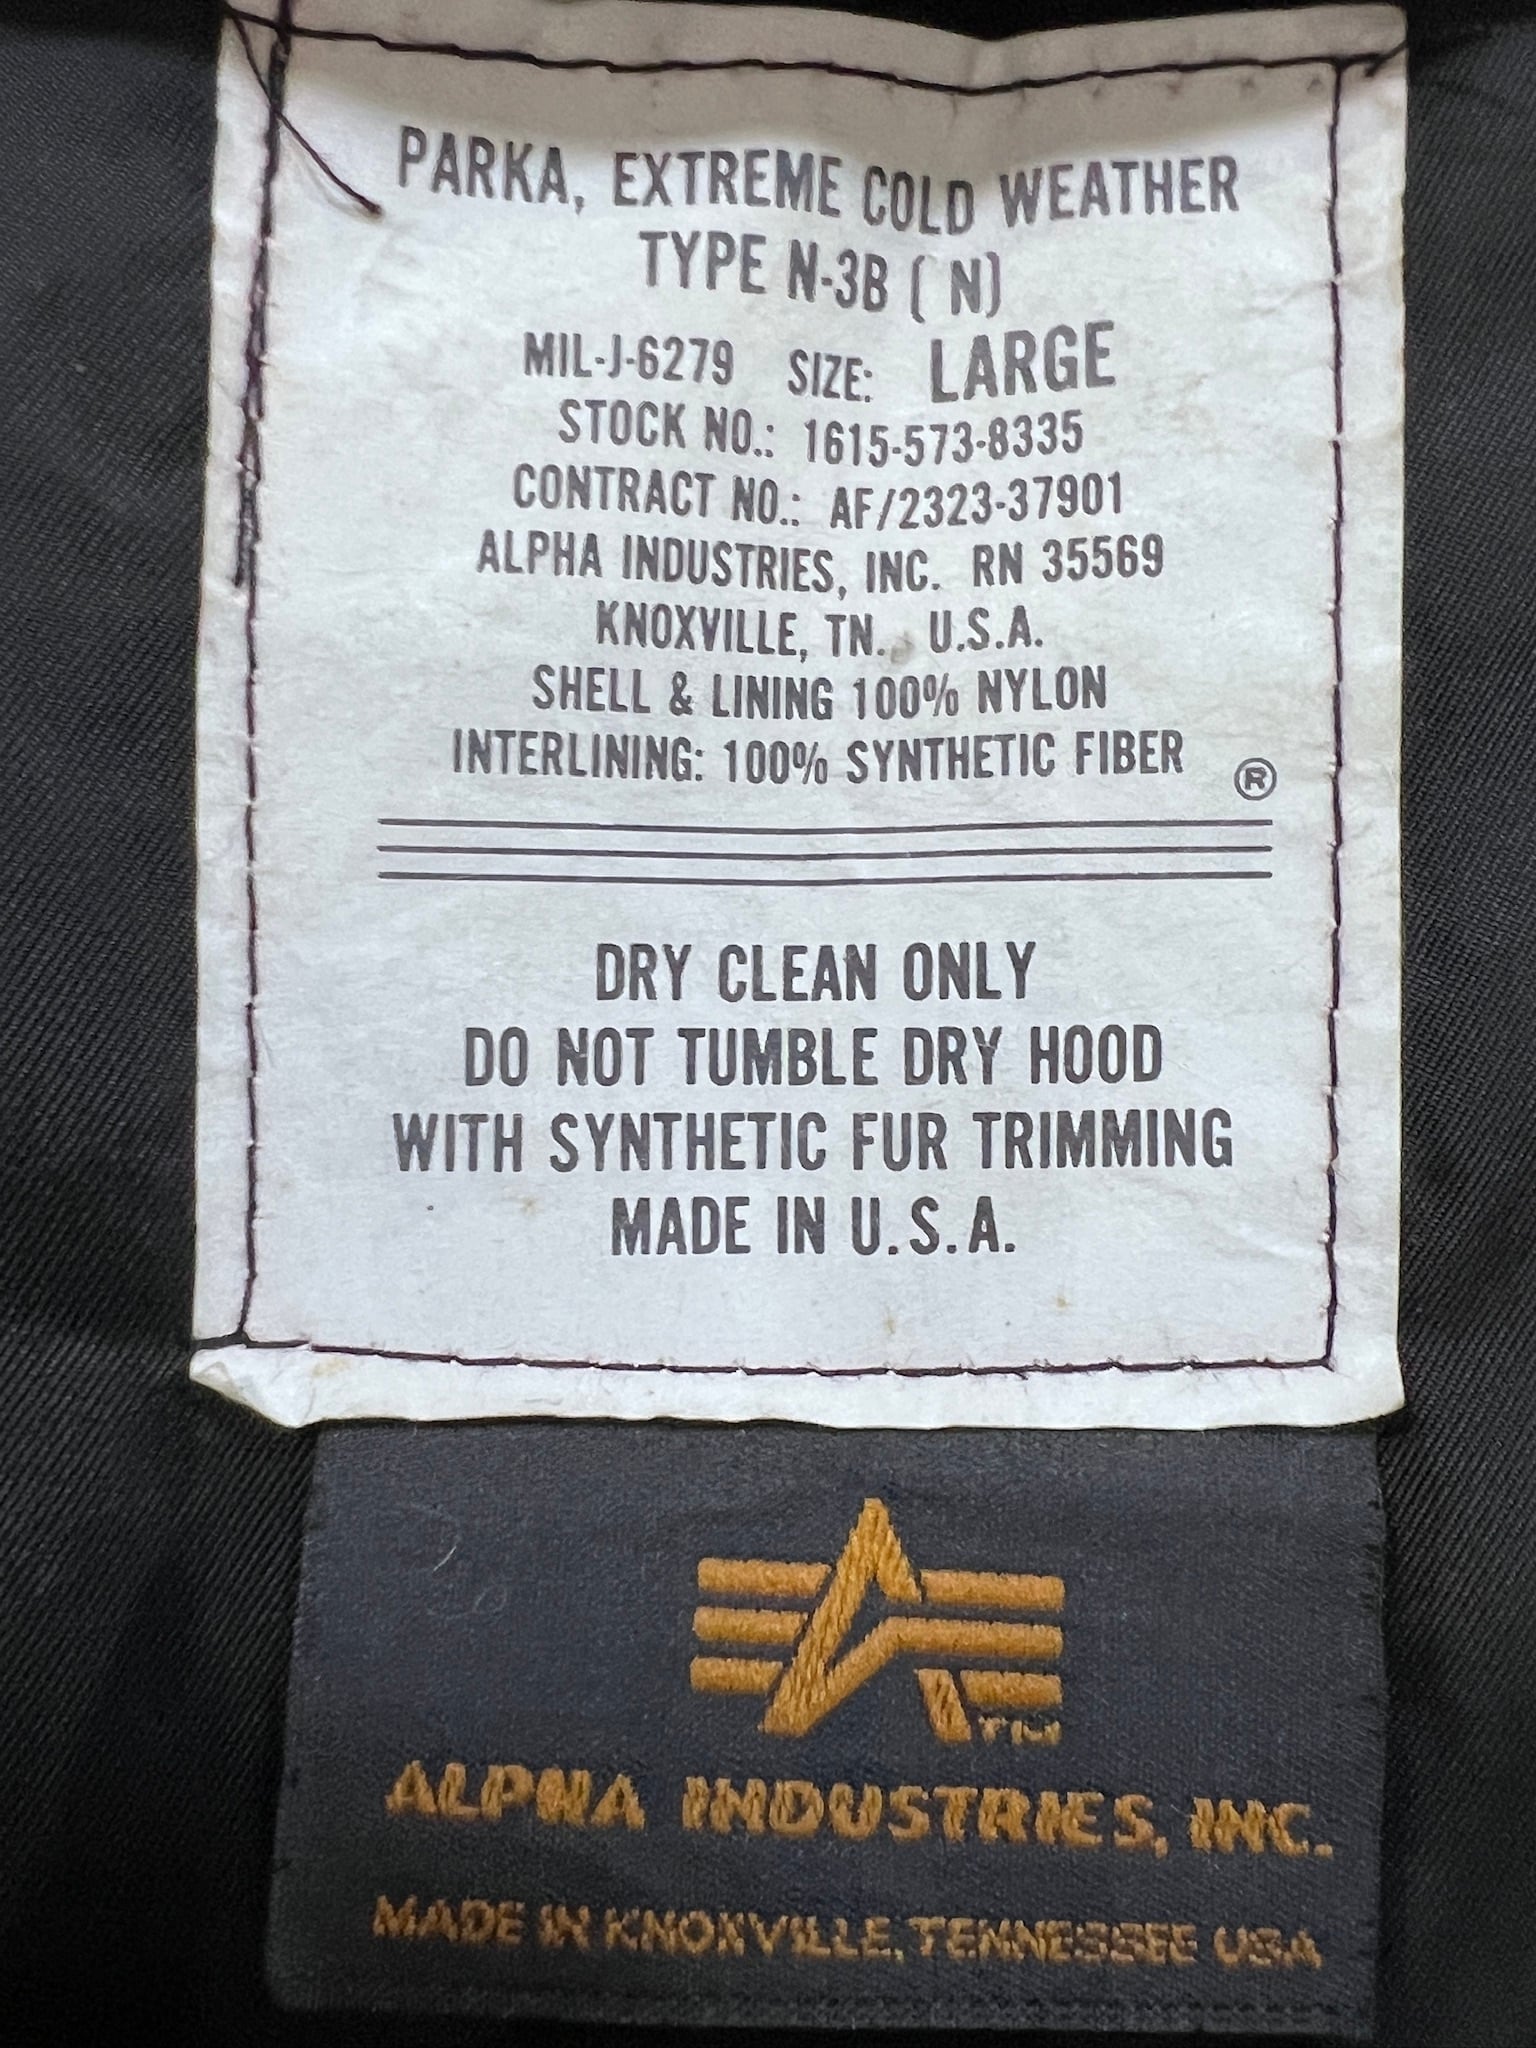 PARKA, EXTREME COLD WEATHER
TYPE N-3B ( N)
MIL-J-6279 SIZE: LARGE
STOCK NO.: 1615-573-8335
CONTRACT NO.: AF/2323-37901
ALPHA INDUSTRIES, INC. RN 35569
KNOXVILLE, TN. U.S.A.
SHELL & LINING 100% NYLON
INTERLINING: 100% SYNTHETIC FIBER
®
DRY CLEAN ONLY
DO NOT TUMBLE DRY HOOD
WITH SYNTHETIC FUR TRIMMING
MADE IN U.S.A.
TM
ALPHA INDUSTRIES, INC.
MADE IN KNOXVILLE, TENNESSEE USA